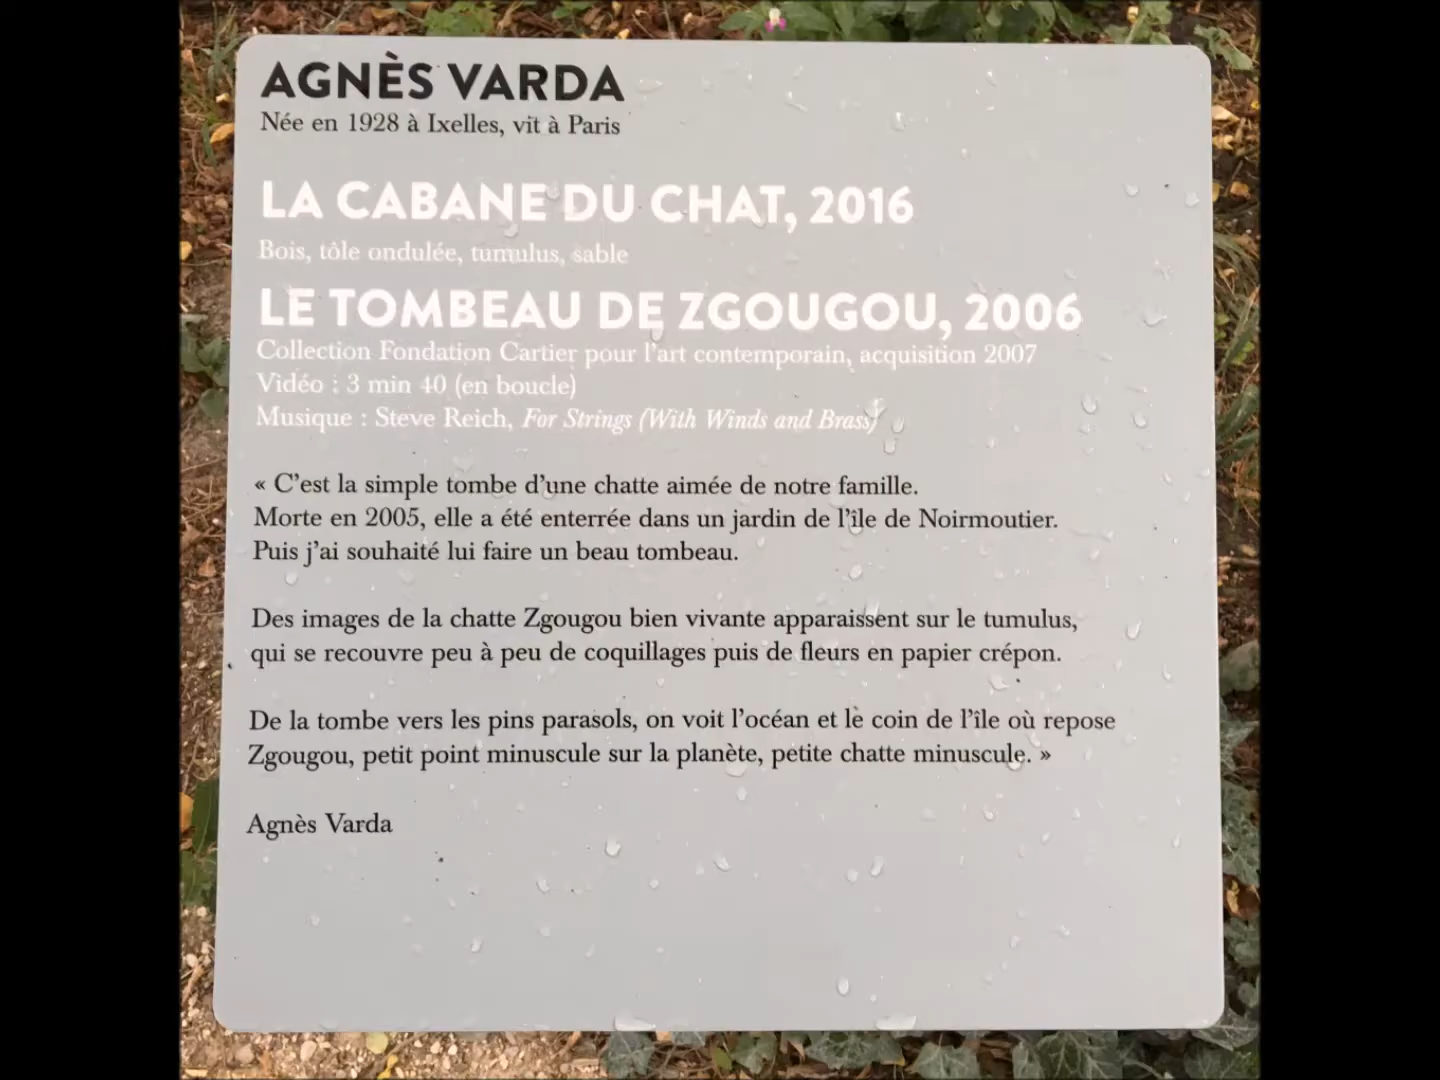 AGNÈS VARDA
Née en 1928 à Ixelles, vit à Paris
LA CABANE DU CHAT, 2016
Bois, tôle ondulée, tumulus, sable
LE TOMBEAU DE ZGOUGOU, 2006
Collection Fondation Cartier pour l'art contemporain, acquisition 2007
Vidéo : 3 min 40 (en boucle)
Musique : Steve Reich, For Strings (With Winds and Brass)
« C'est la simple tombe d'une chatte aimée de notre famille.
Morte en 2005, elle a été enterrée dans un jardin de l'île de Noirmoutier.
Puis j'ai souhaité lui faire un beau tombeau.
Des images de la chatte Zgougou bien vivante apparaissent sur le tumulus,
qui se recouvre peu à peu de coquillages puis de fleurs en papier crépon.
De la tombe vers les pins parasols, on voit l'océan et le coin de l'île où repose
Zgougou, petit point minuscule sur la planète, petite chatte minuscule. »
Agnès Varda